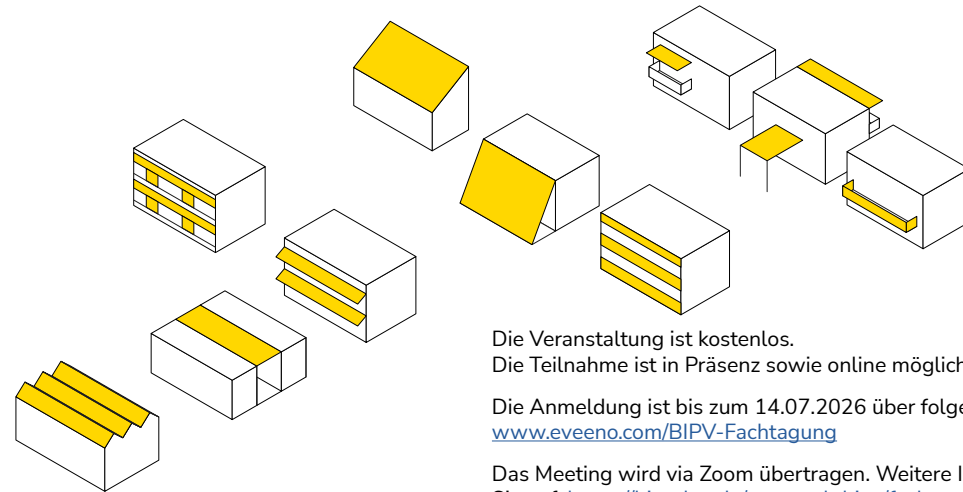 Die Veranstaltung ist kostenlos.
Die Teilnahme ist in Präsenz sowie online möglich
Die Anmeldung ist bis zum 14.07.2026 über folge
www.eveeno.com/BIPV-Fachtagung
Das Meeting wird via Zoom übertragen. Weitere I